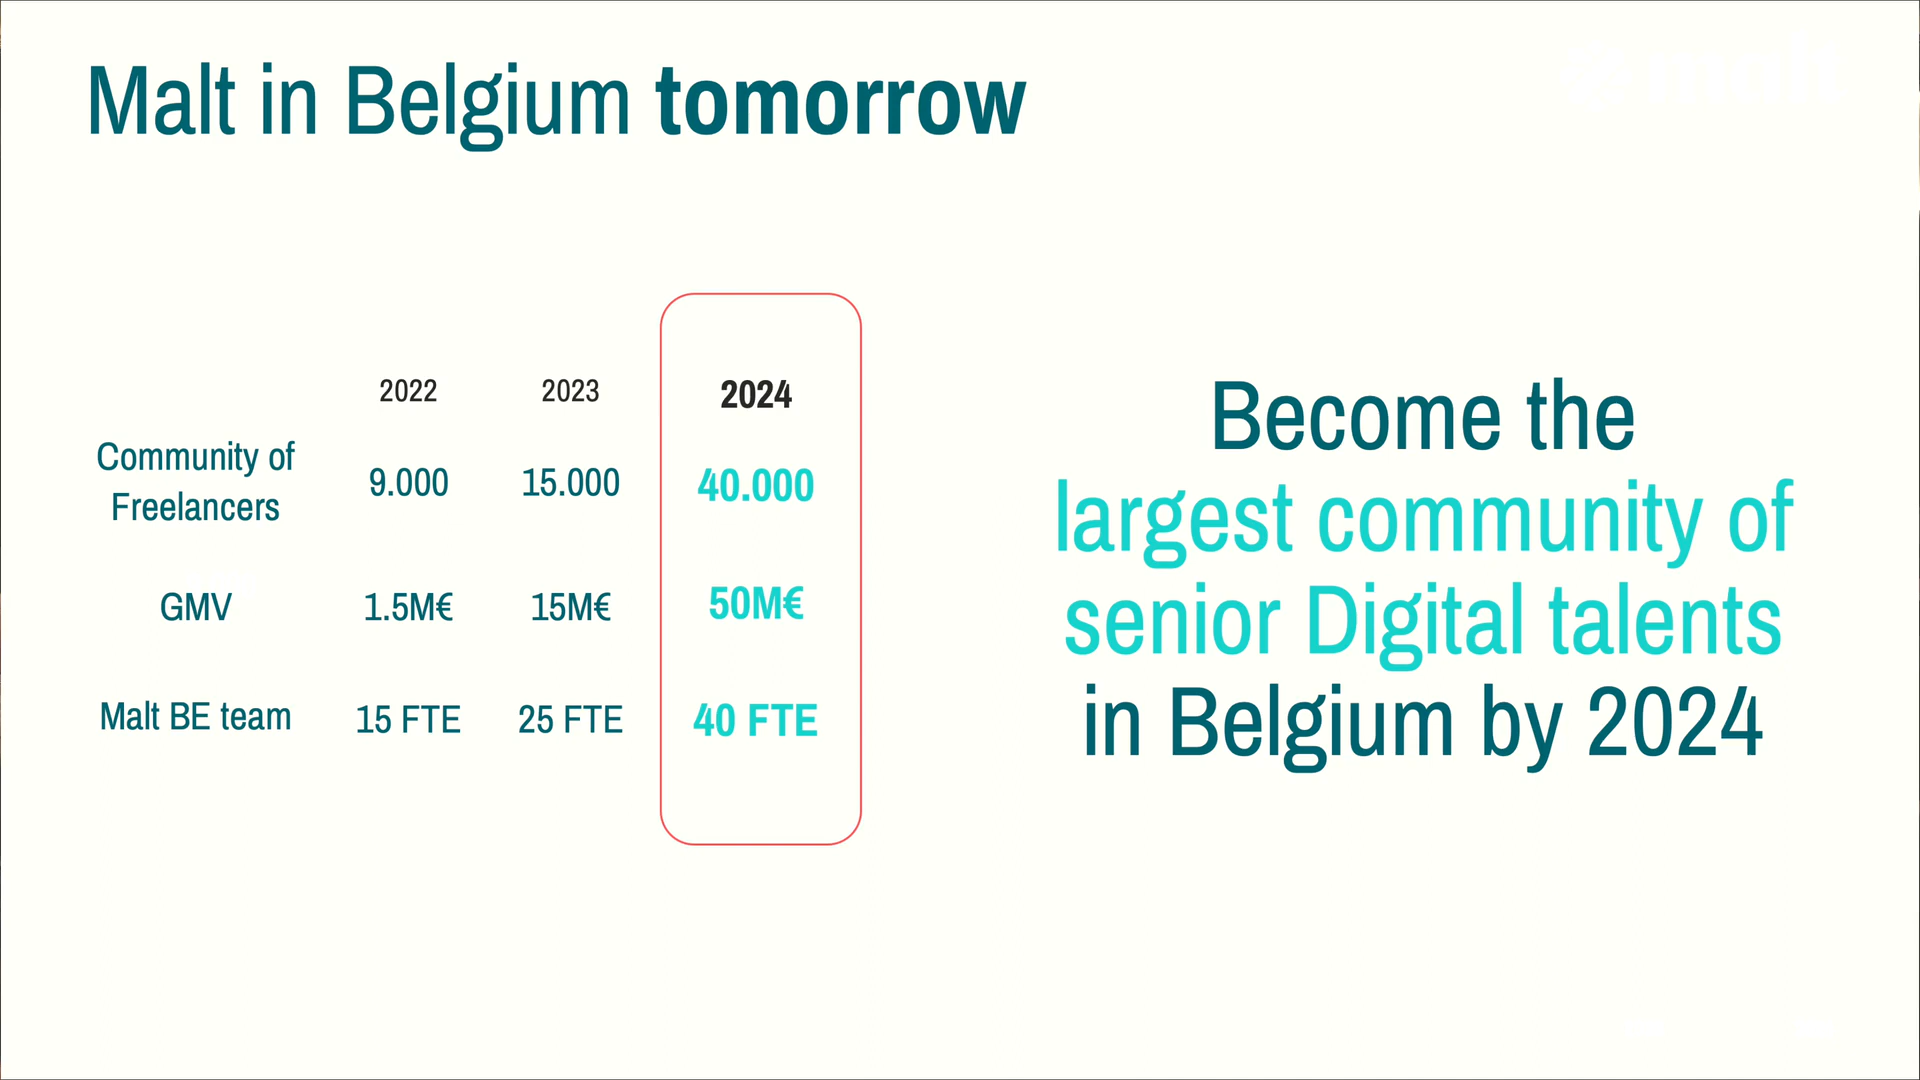 Malt in Belgium tomorrow
2022 2023 2024
Community of
Freelancers
9.000 15.000 40.000
GMV 1.5M€ 15M€ 50M€
Malt BE team 15 FTE 25 FTE 40 FTE
Become the
largest community of
senior Digital talents
in Belgium by 2024